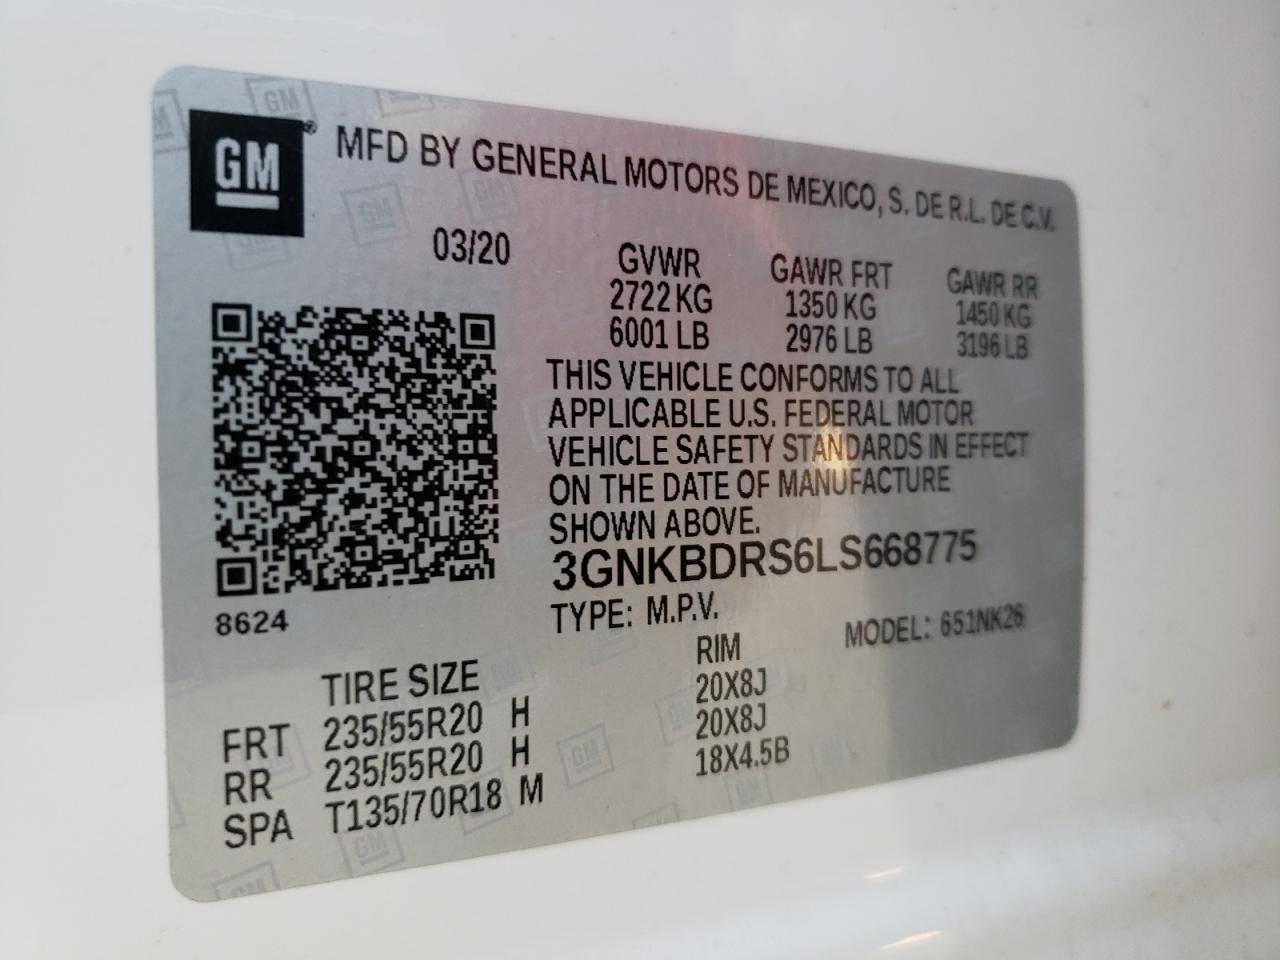 GM ® MFD BY GENERAL MOTORS DE MEXICO, S. DE R.L. DE C.V.
03/20
GVWR GAWR FRT GAWR RR
2722 KG 1350 KG 1450 KG
6001 LB 2976 LB 3196 LB
THIS VEHICLE CONFORMS TO ALL
APPLICABLE U.S. FEDERAL MOTOR
VEHICLE SAFETY STANDARDS IN EFFECT
ON THE DATE OF MANUFACTURE
SHOWN ABOVE.
3GNKBDRS6LS668775
8624
TYPE: M.P.V. MODEL: 651NK26
TIRE SIZE RIM
FRT 235/55R20 H 20X8J
RR 235/55R20 H 20X8J
SPA T135/70R18 M 18X4.5B